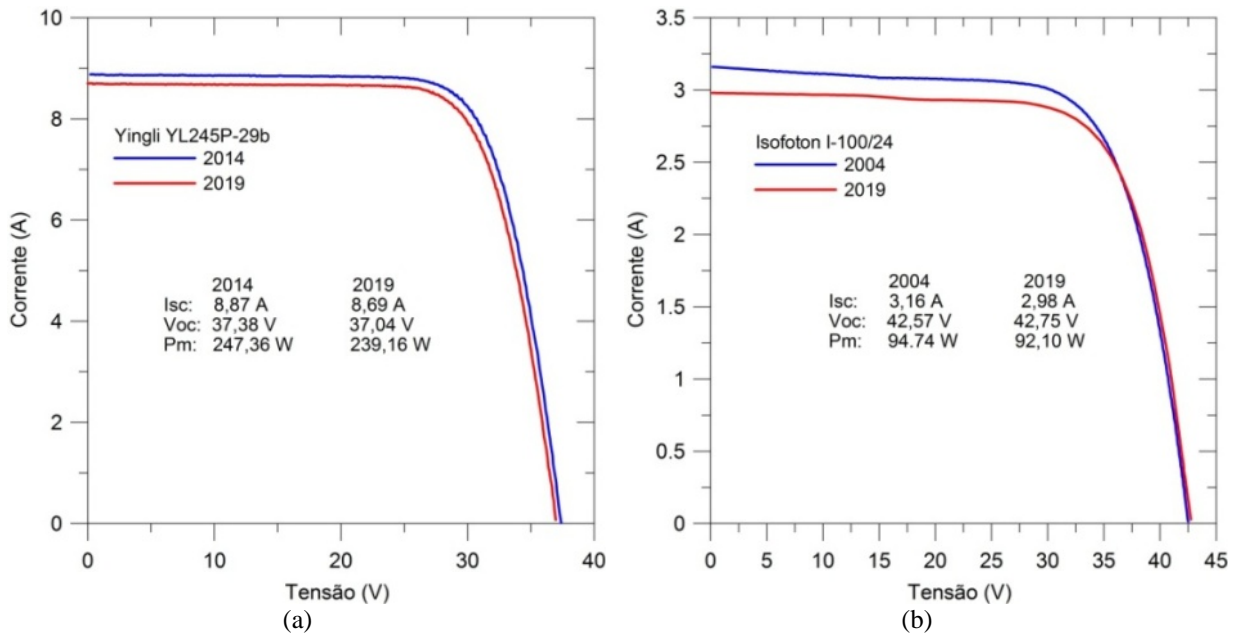 10
8
6
4
2
0
Corrente (A)
Yingli YL245P-29b
2014
2019
2014 2019
Isc: 8,87 A 8,69 A
Voc: 37,38 V 37,04 V
Pm: 247,36 W 239,16 W
0 10 20 30 40
Tensão (V)
(a)
3.5
3
2.5
2
1.5
1
0.5
0
Corrente (A)
Isofoton I-100/24
2004
2019
2004 2019
Isc: 3,16 A 2,98 A
Voc: 42,57 V 42,75 V
Pm: 94.74 W 92,10 W
0 5 10 15 20 25 30 35 40 45
Tensão (V)
(b)